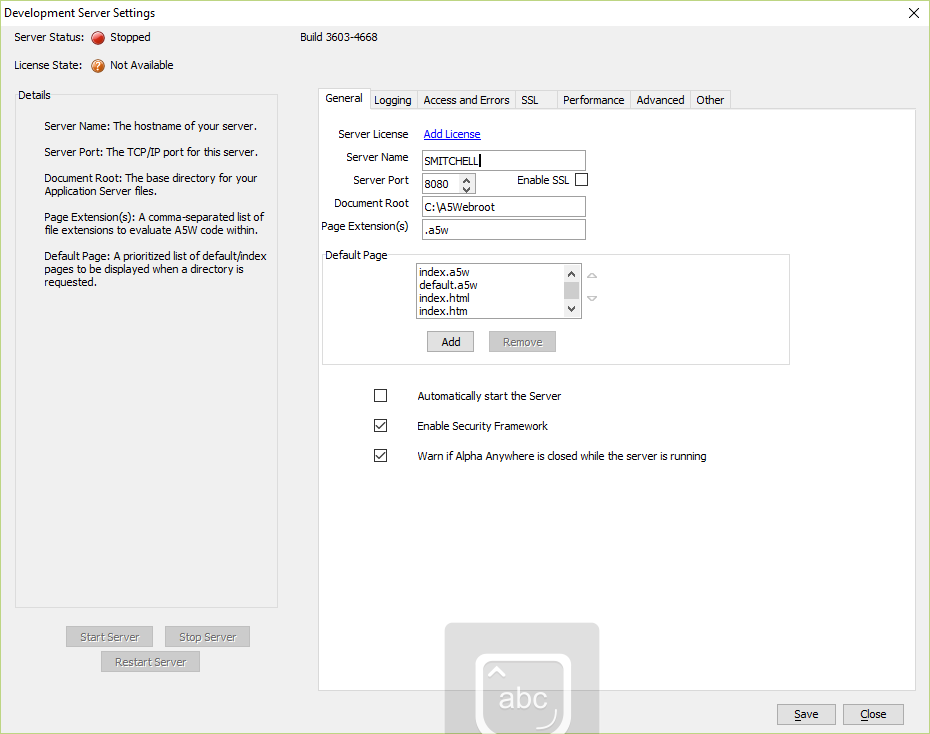 Development Server Settings
Server Status: Stopped
Build 3603-4668
License State: Not Available
Details
Server Name: The hostname of your server.
Server Port: The TCP/IP port for this server.
Document Root: The base directory for your
Application Server files.
Page Extension(s): A comma-separated list of
file extensions to evaluate A5W code within.
Default Page: A prioritized list of default/index
pages to be displayed when a directory is
requested.
Start Server Stop Server
Restart Server
General Logging Access and Errors SSL Performance Advanced Other
Server License Add License
Server Name SMITCHELL
Server Port 8080 Enable SSL
Document Root C:\A5Webroot
Page Extension(s) .a5w
Default Page
index.a5w
default.a5w
index.html
index.htm
Add Remove
Automatically start the Server
Enable Security Framework
Warn if Alpha Anywhere is closed while the server is running
abc
Save Close